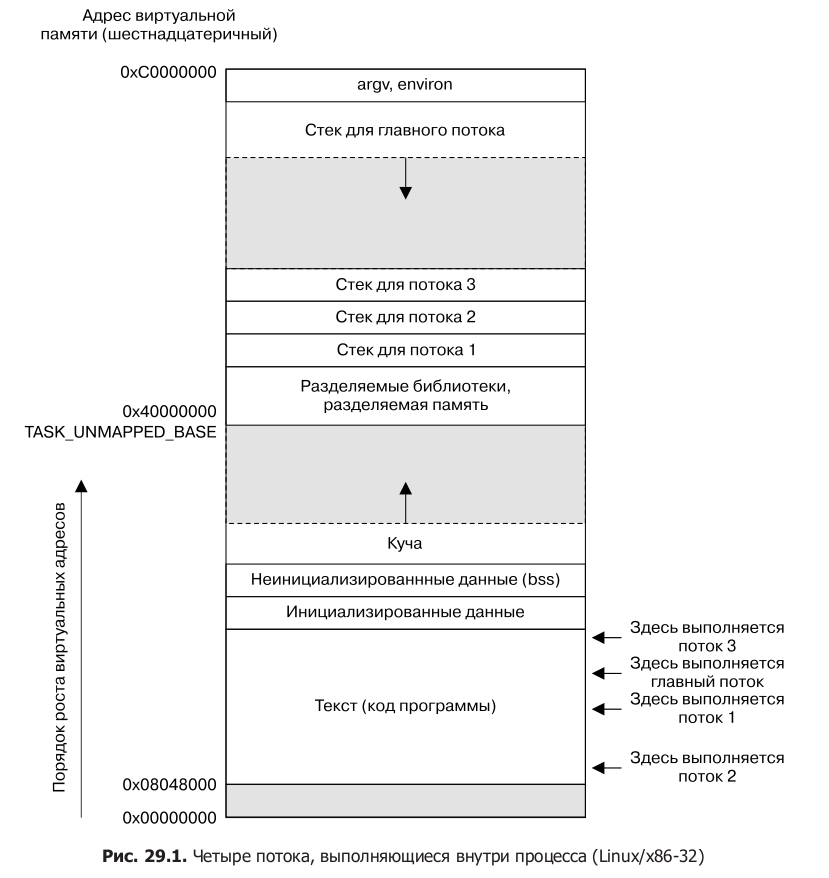 Адрес виртуальной
памяти (шестнадцатеричный)
0xC0000000
argv, environ
Стек для главного потока
Стек для потока 3
Стек для потока 2
Стек для потока 1
Разделяемые библиотеки,
разделяемая память
0x40000000
TASK_UNMAPPED_BASE
Порядок роста виртуальных адресов
Куча
Неинициализированнные данные (bss)
Инициализированные данные
Здесь выполняется
поток 3
Здесь выполняется
главный поток
Текст (код программы)
Здесь выполняется
поток 1
Здесь выполняется
поток 2
0x08048000
0x00000000
Рис. 29.1. Четыре потока, выполняющиеся внутри процесса (Linux/x86-32)